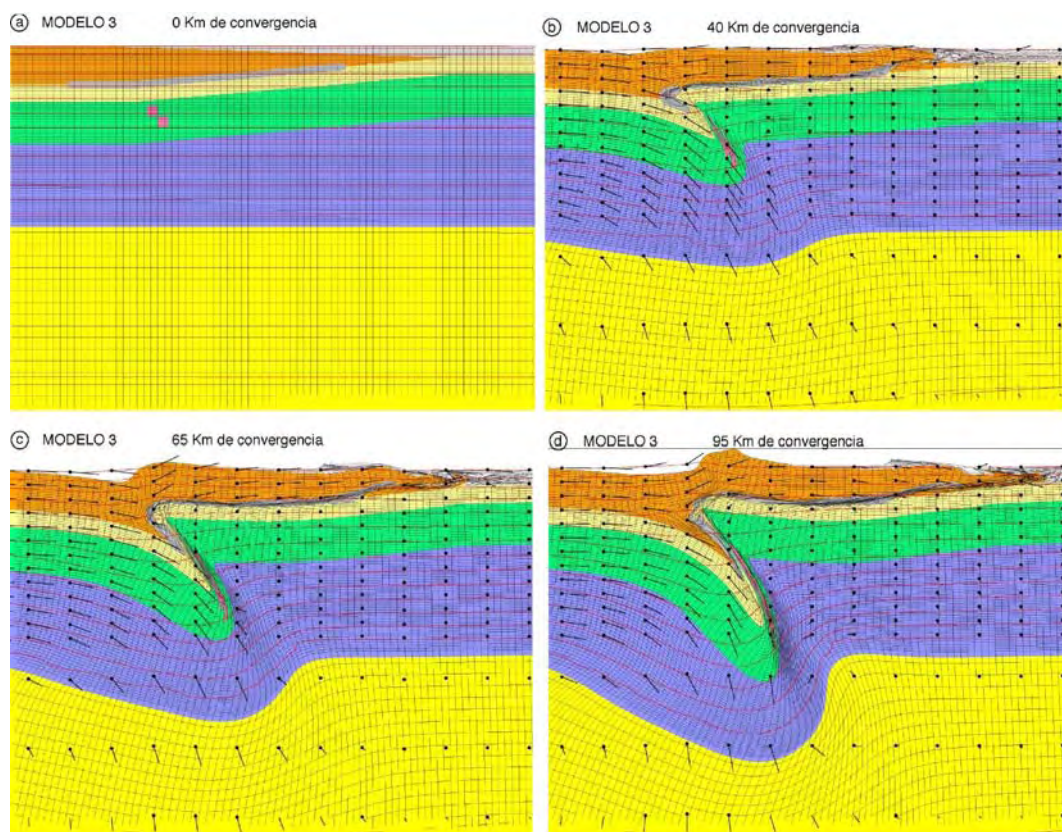 ⓐ MODELO 3 0 Km de convergencia
ⓑ MODELO 3 40 Km de convergencia
ⓒ MODELO 3 65 Km de convergencia
ⓓ MODELO 3 95 Km de convergencia